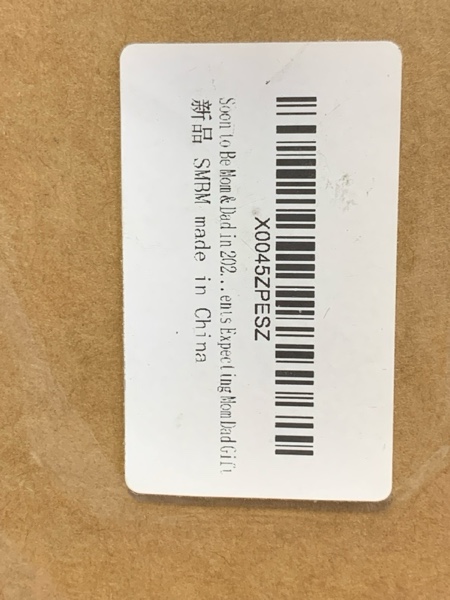 X0045ZPESZ
Soon to Be Mom & Dad in 202...ents Expecting Mom Dad Gift
新品 SMBM made in China